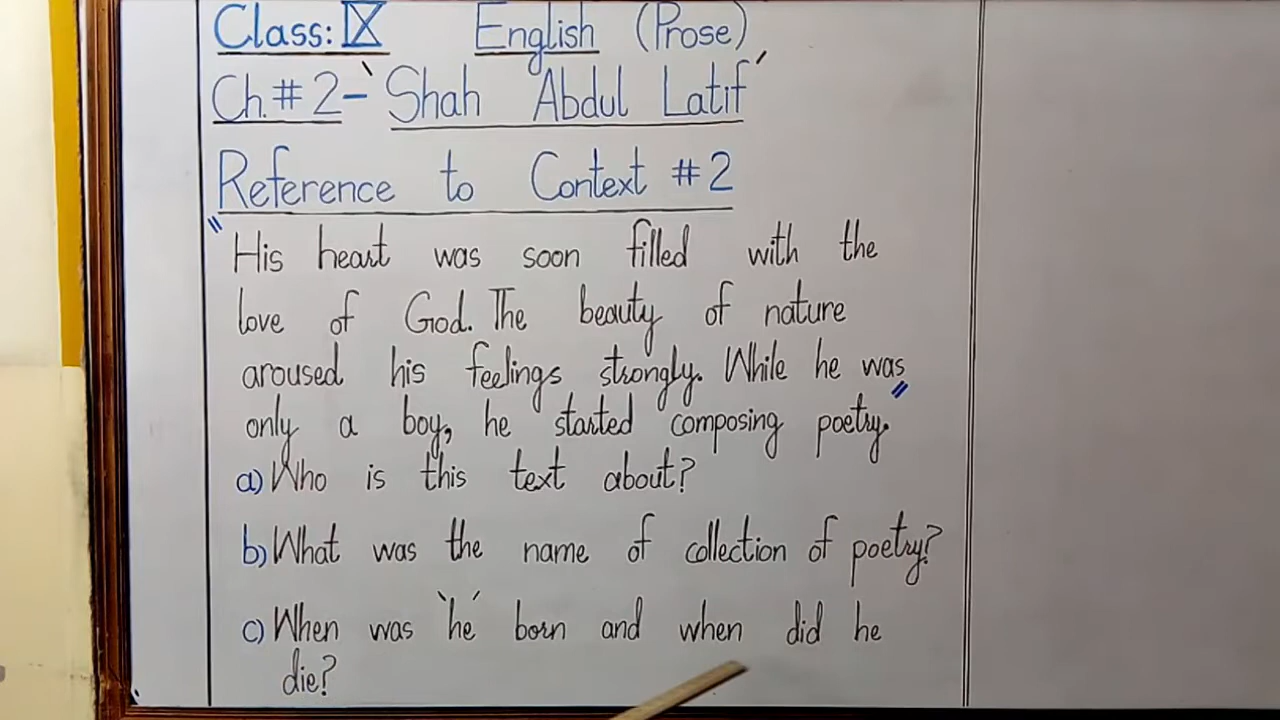 Class: IX English (Prose)
Ch.# 2- 'Shah Abdul Latif'
Reference to Context # 2
"His heart was soon filled with the
love of God. The beauty of nature
aroused his feelings strongly. While he was
only a boy, he started composing poetry."
a) Who is this text about?
b) What was the name of collection of poetry?
c) When was 'he' born and when did he
die?